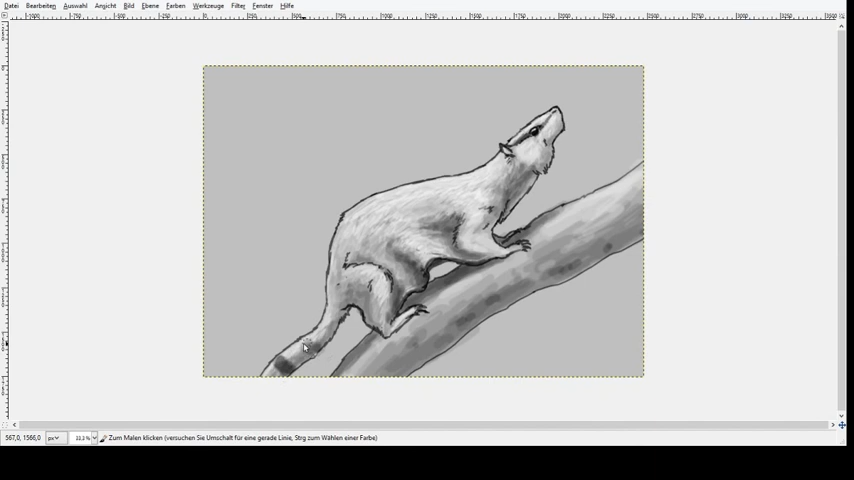 Datei Bearbeiten Auswahl Ansicht Bild Ebene Farben Werkzeuge Filter Fenster Hilfe
567,0, 1566,0 px 33,3 % Zum Malen klicken (versuchen Sie Umschalt für eine gerade Linie, Strg zum Wählen einer Farbe)